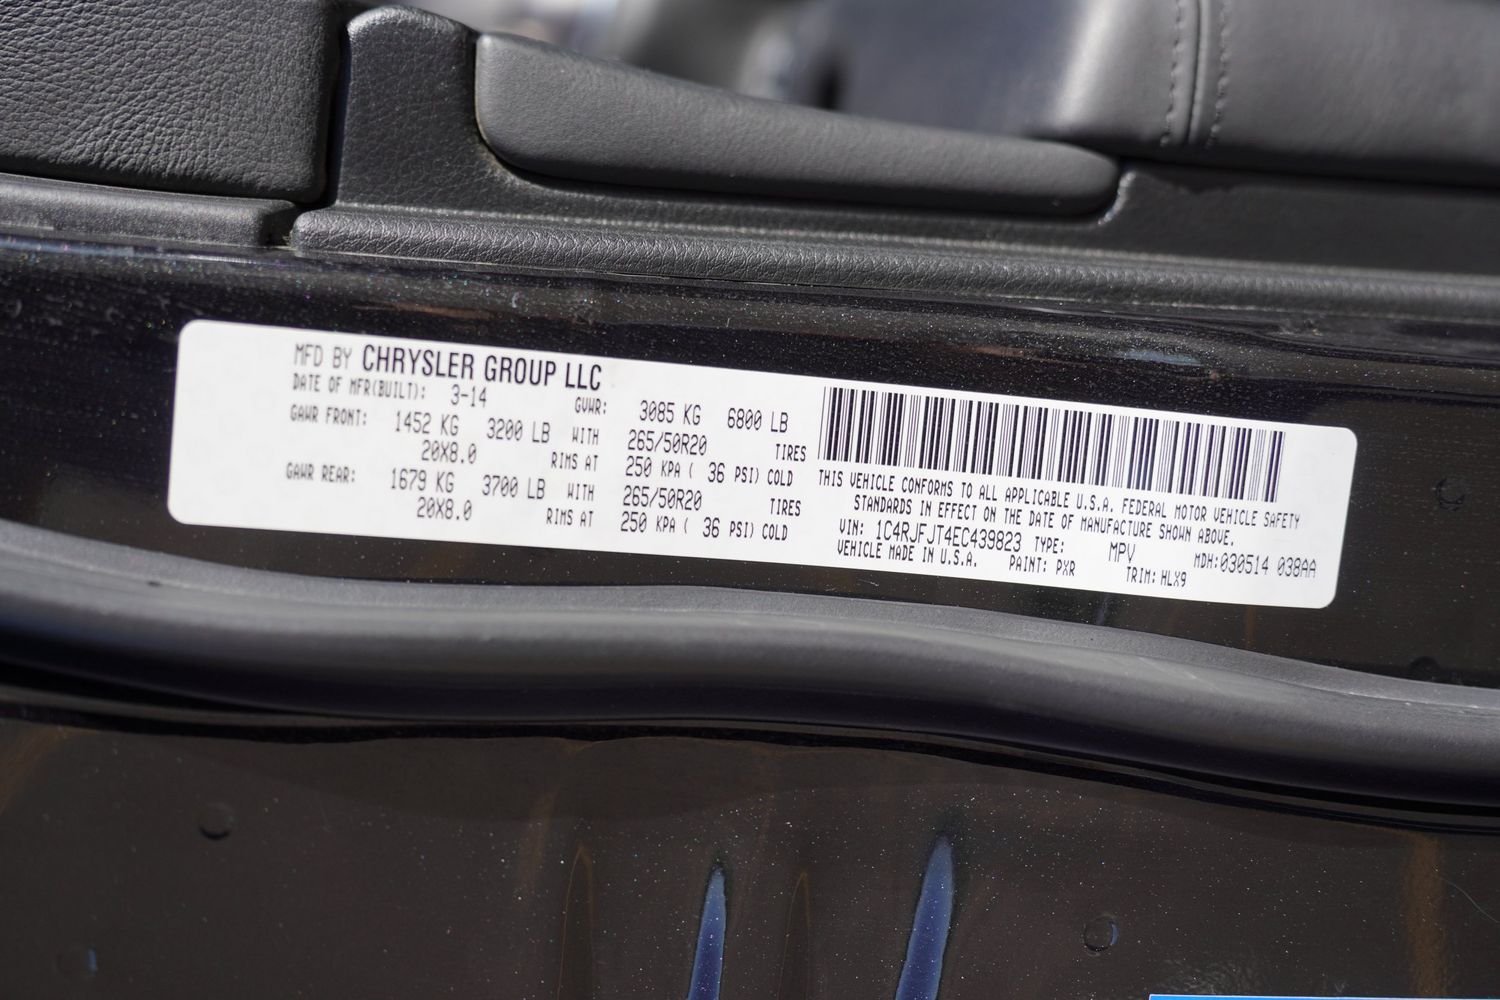 MFD BY CHRYSLER GROUP LLC
DATE OF MFR(BUILT): 3-14 GVWR: 3085 KG 6800 LB
GAWR FRONT: 1452 KG 3200 LB WITH 265/50R20 TIRES
20X8.0 RIMS AT 250 KPA ( 36 PSI) COLD
GAWR REAR: 1679 KG 3700 LB WITH 265/50R20 TIRES
20X8.0 RIMS AT 250 KPA ( 36 PSI) COLD
THIS VEHICLE CONFORMS TO ALL APPLICABLE U.S.A. FEDERAL MOTOR VEHICLE SAFETY
STANDARDS IN EFFECT ON THE DATE OF MANUFACTURE SHOWN ABOVE.
VIN: 1C4RJFJT4EC439823 TYPE: MPV MDH:030514 038AA
VEHICLE MADE IN U.S.A. PAINT: PXR TRIM: HLX9